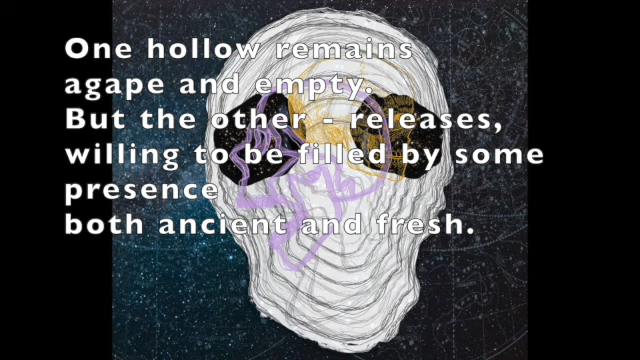 One hollow remains
agape and empty.
But the other - releases,
willing to be filled by some
presence
both ancient and fresh.